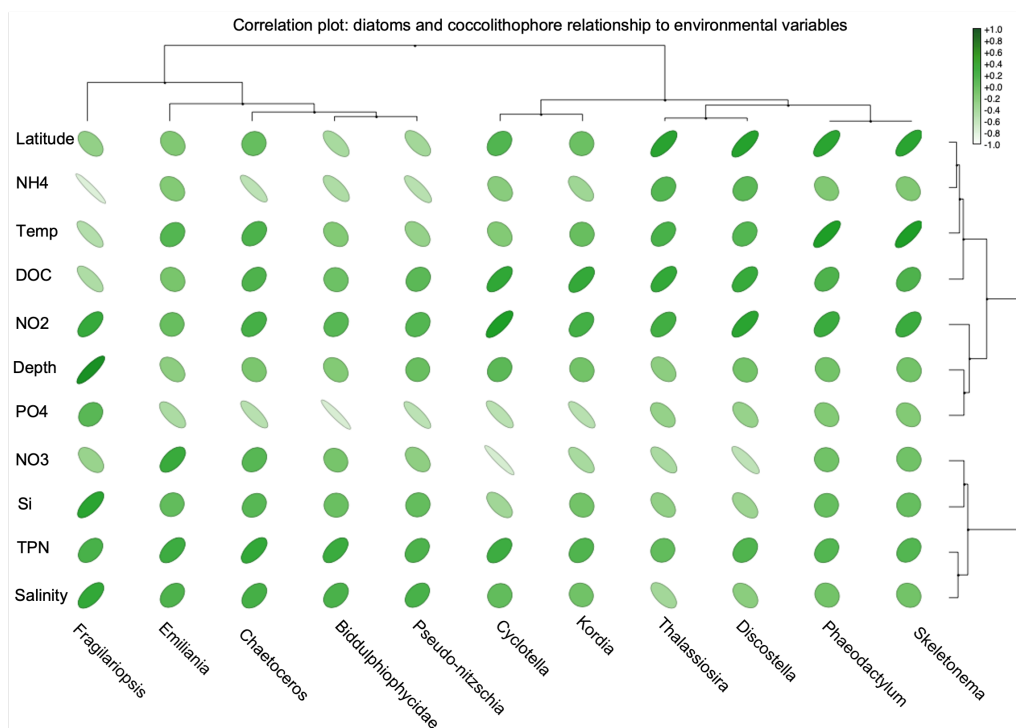 Correlation plot: diatoms and coccolithophore relationship to environmental variables
+1.0
+0.8
+0.6
+0.4
+0.2
+0.0
-0.2
-0.4
-0.6
-0.8
-1.0
Latitude
NH4
Temp
DOC
NO2
Depth
PO4
NO3
Si
TPN
Salinity
Fragilariopsis
Emiliania
Chaetoceros
Biddulphiophycidae
Pseudo-nitzschia
Cyclotella
Kordia
Thalassiosira
Discostella
Phaeodactylum
Skeletonema